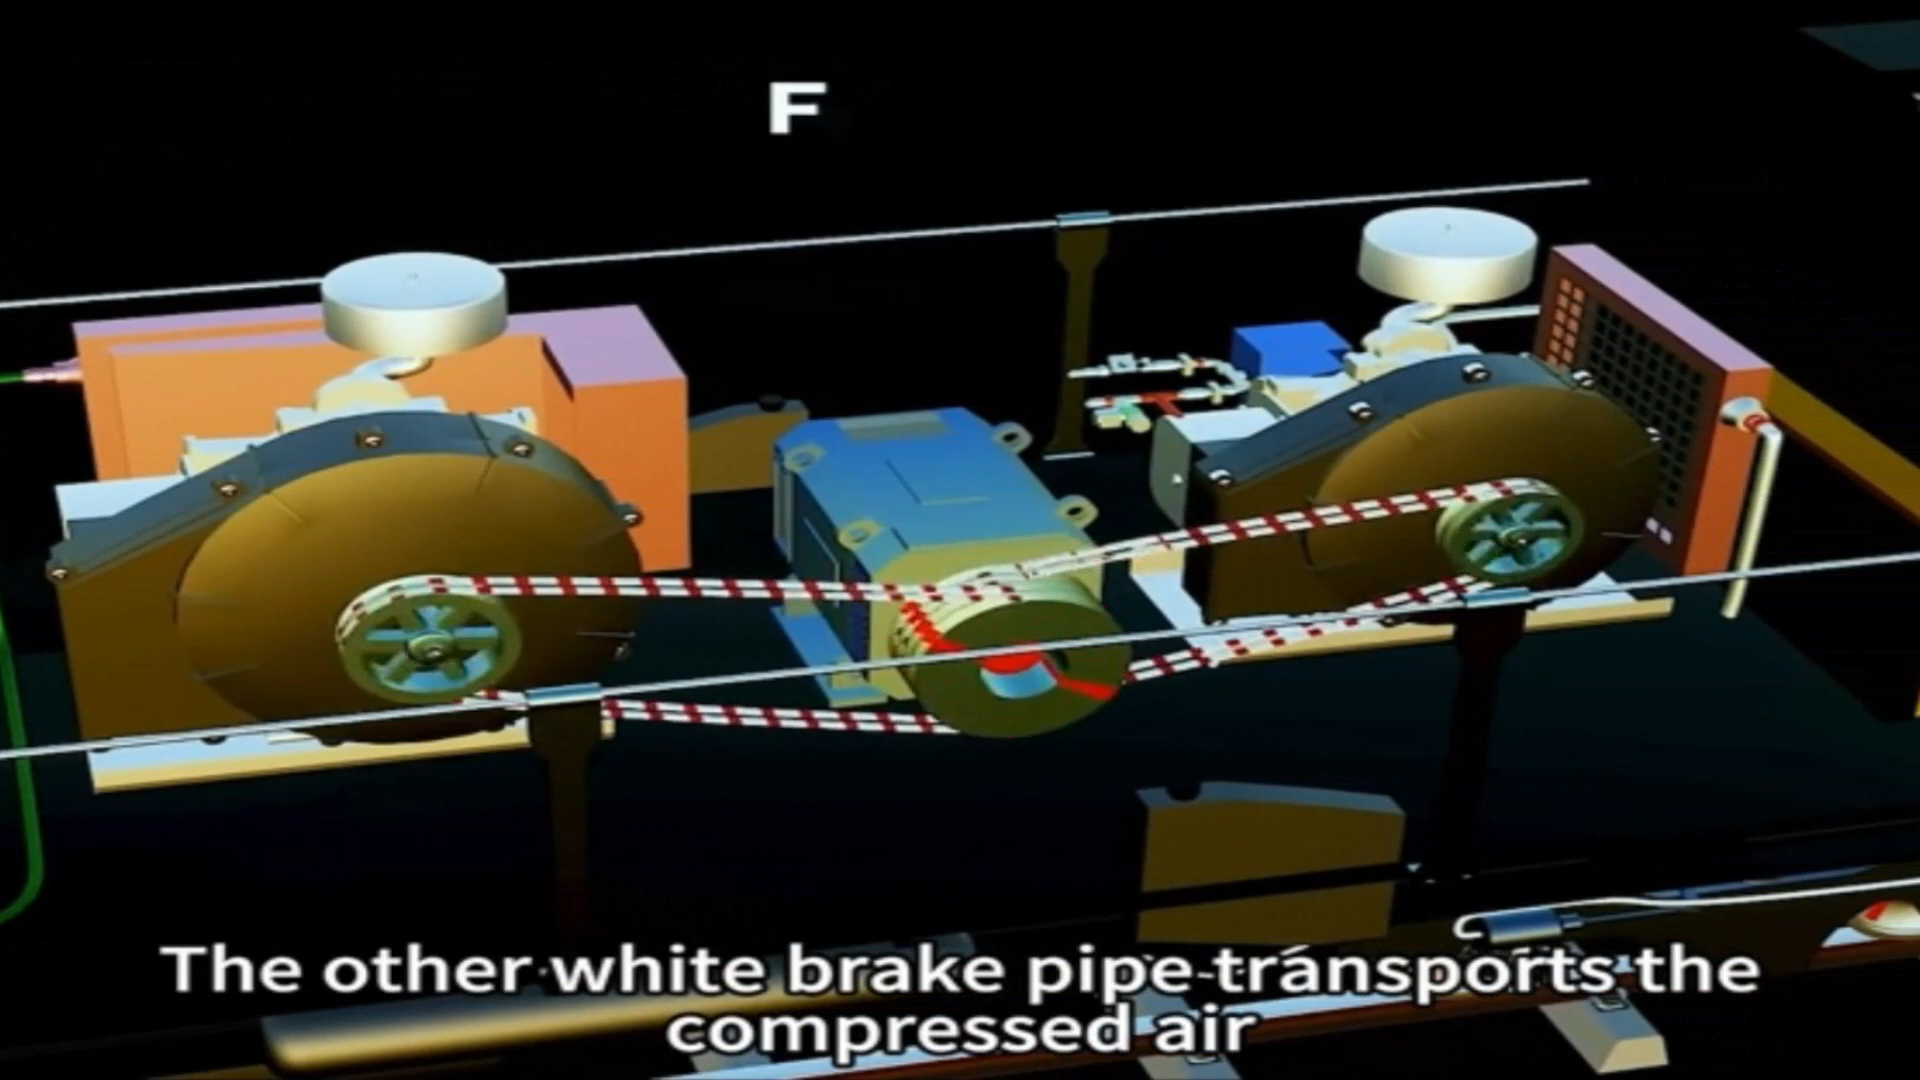 F
The other white brake pipe transports the
compressed air